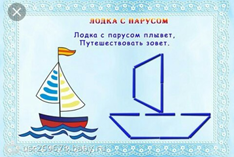 ЛОДКА С ПАРУСОМ
Лодка с парусом плывет,
Путешествовать зовет.